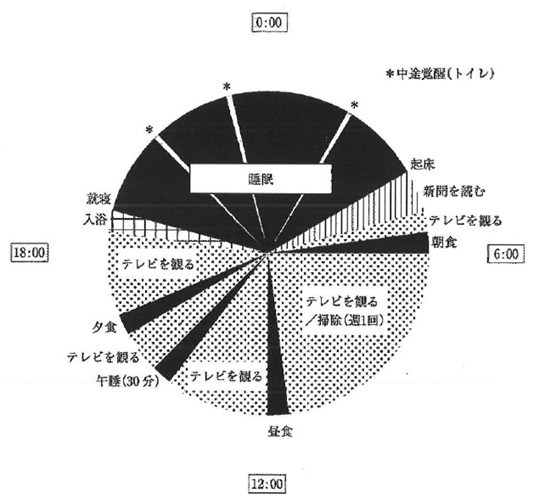 0:00
*中途覚醒(トイレ)
*
*
*
睡眠
起床
新聞を読む
テレビを観る
朝食
6:00
就寝
入浴
18:00
テレビを観る
テレビを観る
/掃除(週1回)
夕食
テレビを観る
午睡(30分)
テレビを観る
昼食
12:00